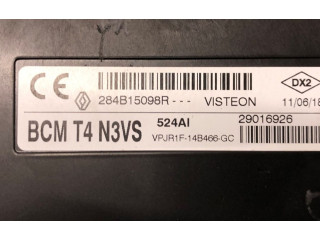 CE DX2
284B15098R--- VISTEON 11/06/18
BCM T4 N3VS 524AI 29016926
VPJR1F-14B466-GC